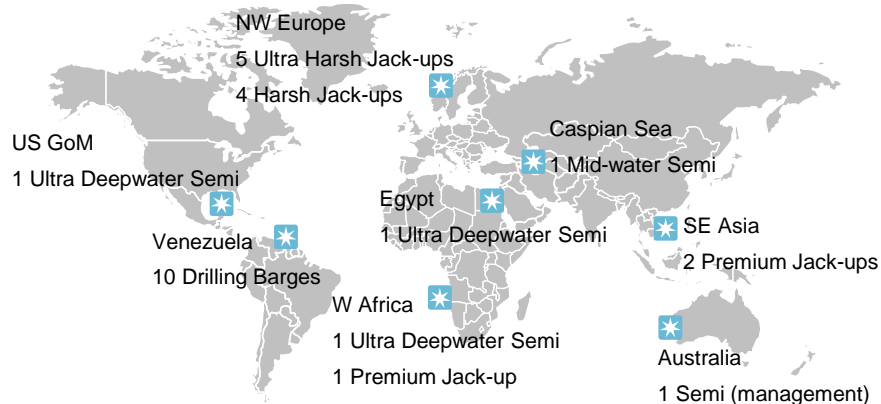 NW Europe
5 Ultra Harsh Jack-ups
4 Harsh Jack-ups
Caspian Sea
1 Mid-water Semi
US GoM
1 Ultra Deepwater Semi
Egypt
1 Ultra Deepwater Semi
SE Asia
2 Premium Jack-ups
Venezuela
10 Drilling Barges
W Africa
1 Ultra Deepwater Semi
1 Premium Jack-up
Australia
1 Semi (management)